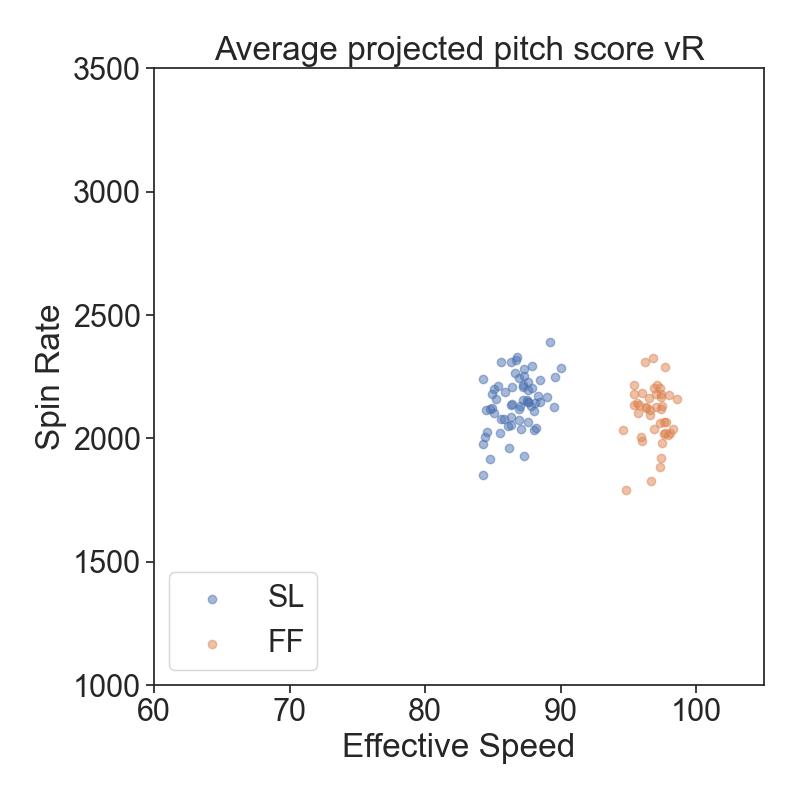 Average projected pitch score vR
3500
3000
2500
2000
1500
1000
Spin Rate
SL
FF
60 70 80 90 100
Effective Speed